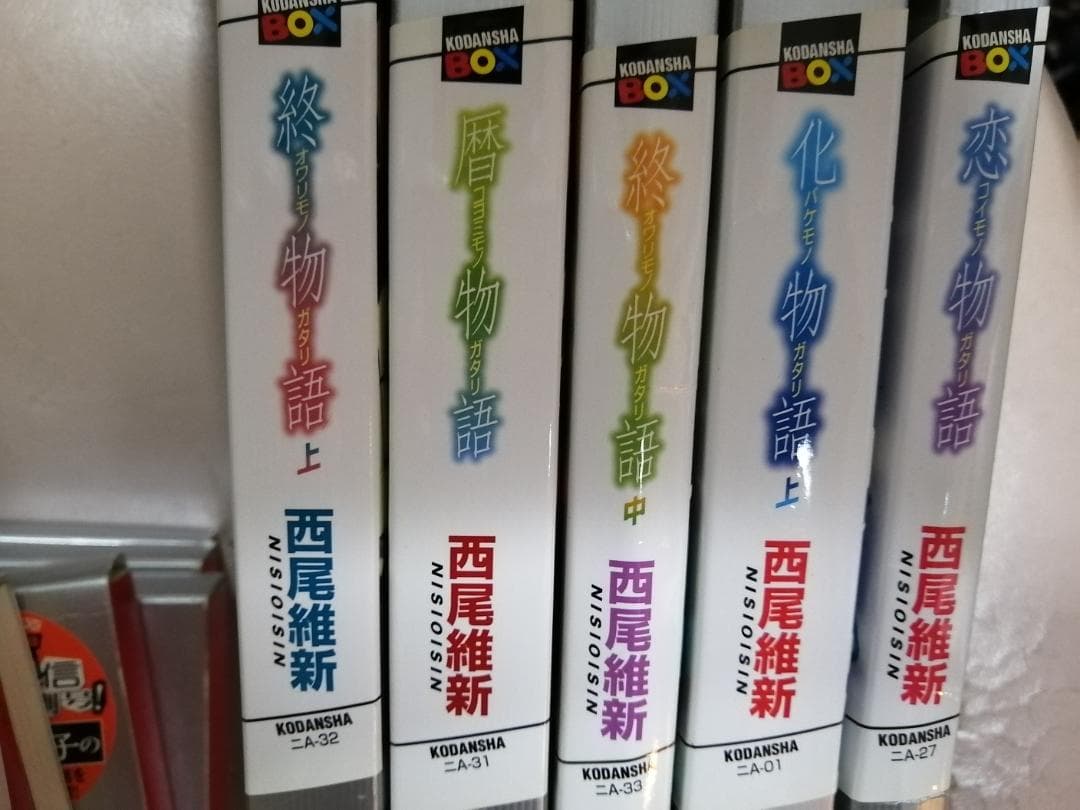 KODANSHA
BOX
終物語
オワリモノガタリ
上
西尾維新
NISIOISIN
KODANSHA
ニA-32
KODANSHA
BOX
暦物語
コヨミモノガタリ
西尾維新
NISIOISIN
KODANSHA
ニA-31
KODANSHA
BOX
終物語
オワリモノガタリ
中
西尾維新
NISIOISIN
KODANSHA
ニA-33
KODANSHA
BOX
化物語
バケモノガタリ
上
西尾維新
NISIOISIN
KODANSHA
ニA-01
KODANSHA
BOX
恋物語
コイモノガタリ
西尾維新
NISIOISIN
KODANSHA
ニA-27
子の